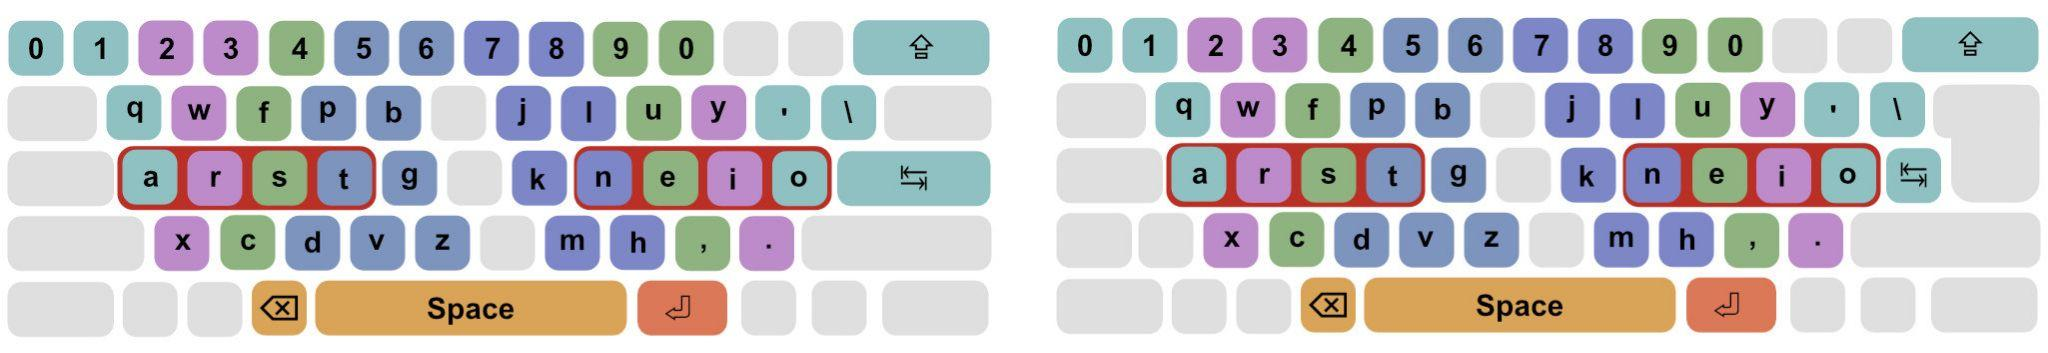 0 1 2 3 4 5 6 7 8 9 0
q w f p b j l u y ' \
a r s t g k n e i o
x c d v z m h , .
Space
0 1 2 3 4 5 6 7 8 9 0
q w f p b j l u y ' \
a r s t g k n e i o
x c d v z m h , .
Space